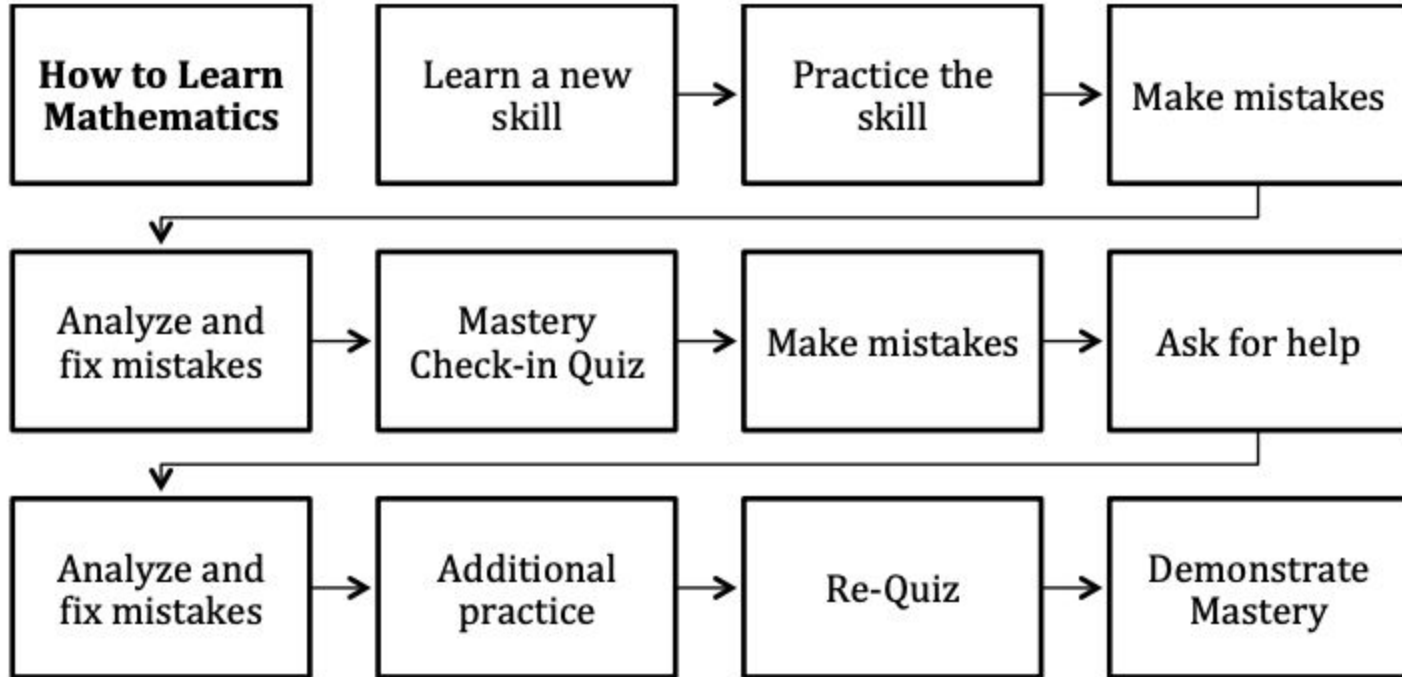 How to Learn
Mathematics
Learn a new
skill
Practice the
skill
Make mistakes
Analyze and
fix mistakes
Mastery
Check-in Quiz
Make mistakes
Ask for help
Analyze and
fix mistakes
Additional
practice
Re-Quiz
Demonstrate
Mastery